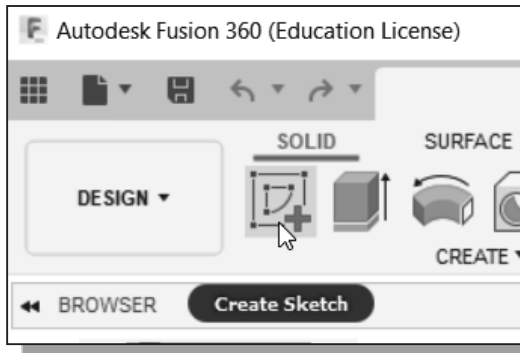 Autodesk Fusion 360 (Education License)
SOLID SURFACE
DESIGN
CREATE
BROWSER Create Sketch